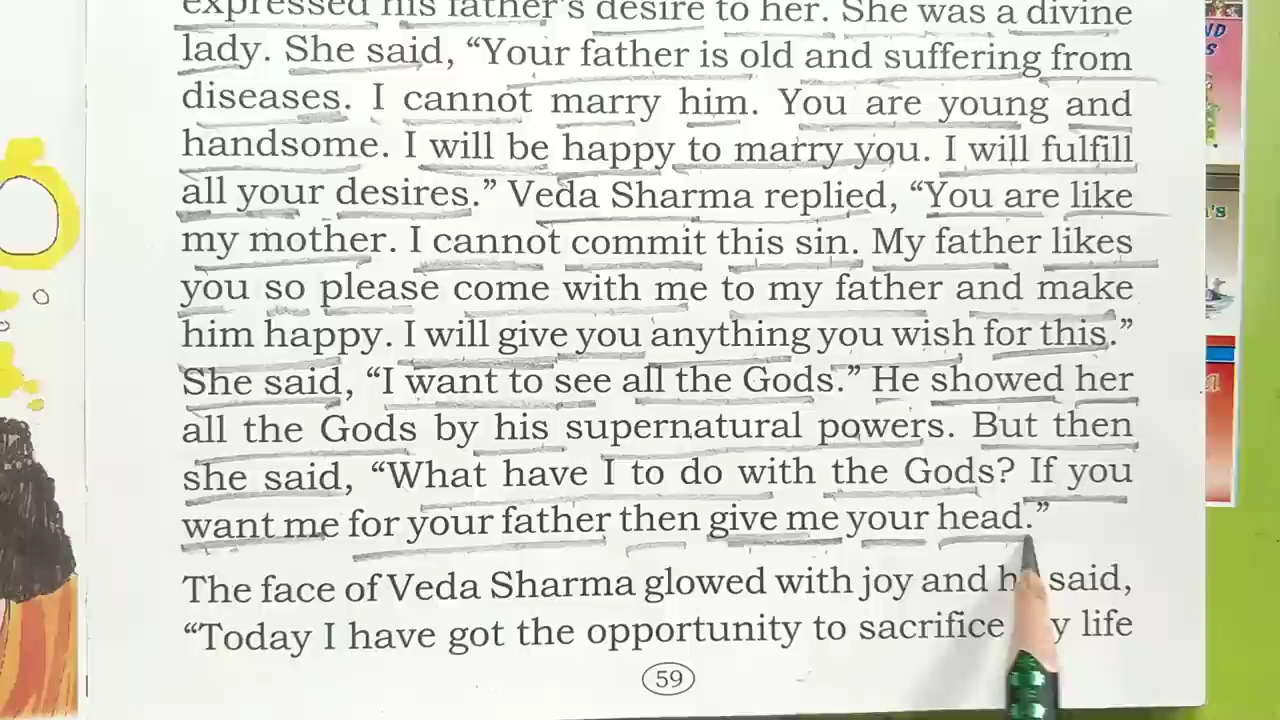 expressed his father's desire to her. She was a divine
lady. She said, “Your father is old and suffering from
diseases. I cannot marry him. You are young and
handsome. I will be happy to marry you. I will fulfill
all your desires.” Veda Sharma replied, “You are like
my mother. I cannot commit this sin. My father likes
you so please come with me to my father and make
him happy. I will give you anything you wish for this.”
She said, “I want to see all the Gods.” He showed her
all the Gods by his supernatural powers. But then
she said, “What have I to do with the Gods? If you
want me for your father then give me your head.”
The face of Veda Sharma glowed with joy and said,
“Today I have got the opportunity to sacrifice life
59